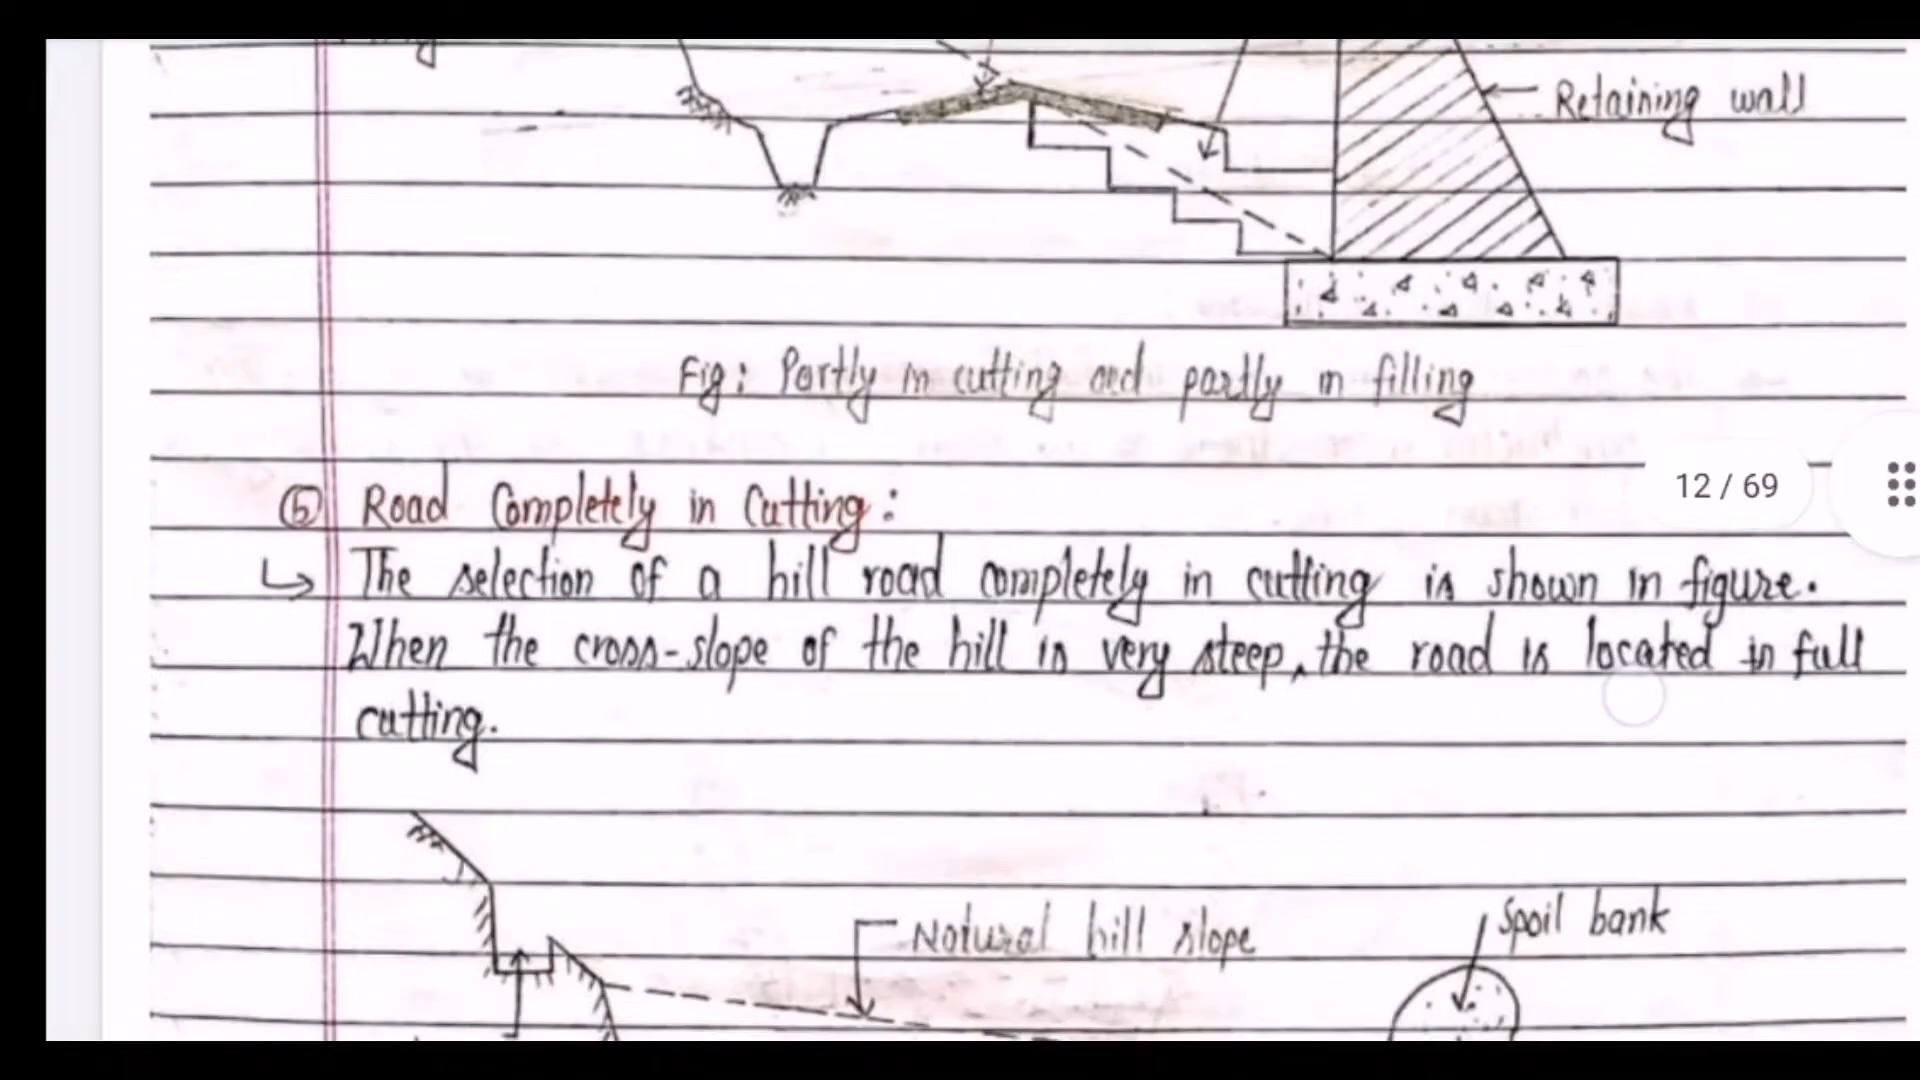 Retaining wall
Fig: Partly in cutting and partly in filling
12 / 69
⑤ Road Completely in Cutting:
↳ The selection of a hill road completely in cutting is shown in figure.
When the cross-slope of the hill is very steep, the road is located in full
cutting.
Natural hill slope
Spoil bank